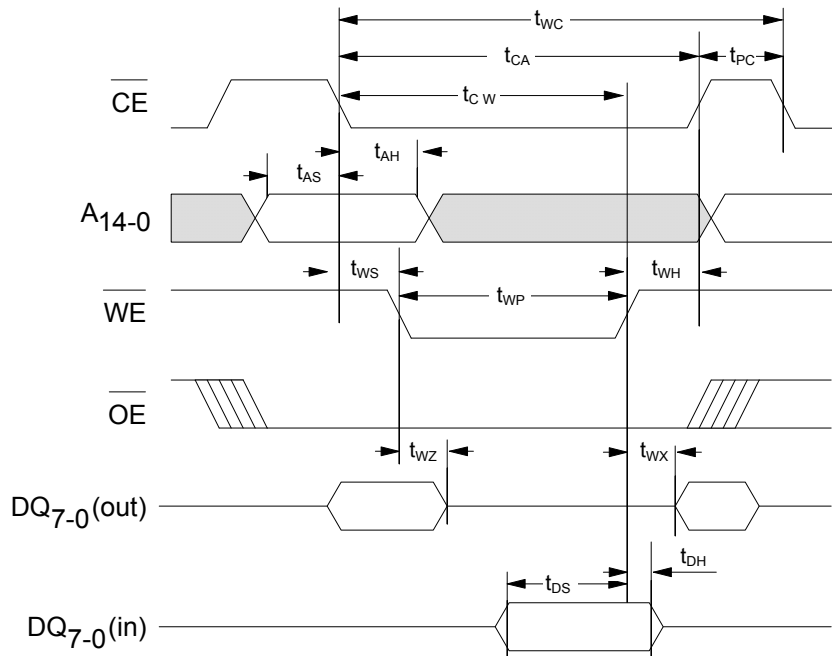 tWC
tCA
tPC
CE
tC W
tAH
tAS
A14-0
tWS
tWH
tWP
WE
OE
tWZ
tWX
DQ7-0(out)
tDH
tDS
DQ7-0(in)